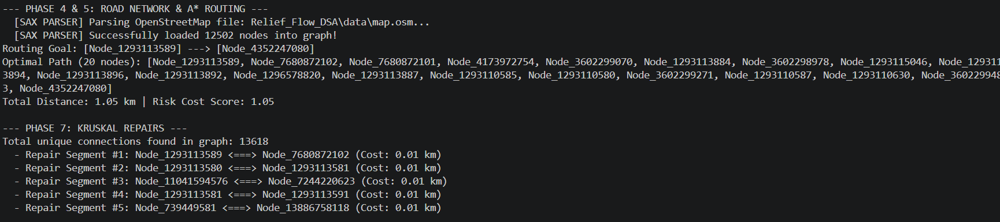 --- PHASE 4 & 5: ROAD NETWORK & A* ROUTING ---
  [SAX PARSER] Parsing OpenStreetMap file: Relief_Flow_DSA\data\map.osm...
  [SAX PARSER] Successfully loaded 12502 nodes into graph!
Routing Goal: [Node_1293113589] ---> [Node_4352247080]
Optimal Path (20 nodes): [Node_1293113589, Node_7680872102, Node_7680872101, Node_4173972754, Node_3602299070, Node_1293113884, Node_3602298978, Node_1293115046, Node_129311
3894, Node_1293113896, Node_1293113892, Node_1296578820, Node_1293113887, Node_1293110585, Node_1293110580, Node_3602299271, Node_1293110587, Node_1293110630, Node_360229948
3, Node_4352247080]
Total Distance: 1.05 km | Risk Cost Score: 1.05
--- PHASE 7: KRUSKAL REPAIRS ---
Total unique connections found in graph: 13618
  - Repair Segment #1: Node_1293113589 <===> Node_7680872102 (Cost: 0.01 km)
  - Repair Segment #2: Node_1293113580 <===> Node_1293113581 (Cost: 0.01 km)
  - Repair Segment #3: Node_11041594576 <===> Node_7244220623 (Cost: 0.01 km)
  - Repair Segment #4: Node_1293113581 <===> Node_1293113591 (Cost: 0.01 km)
  - Repair Segment #5: Node_739449581 <===> Node_13886758118 (Cost: 0.01 km)